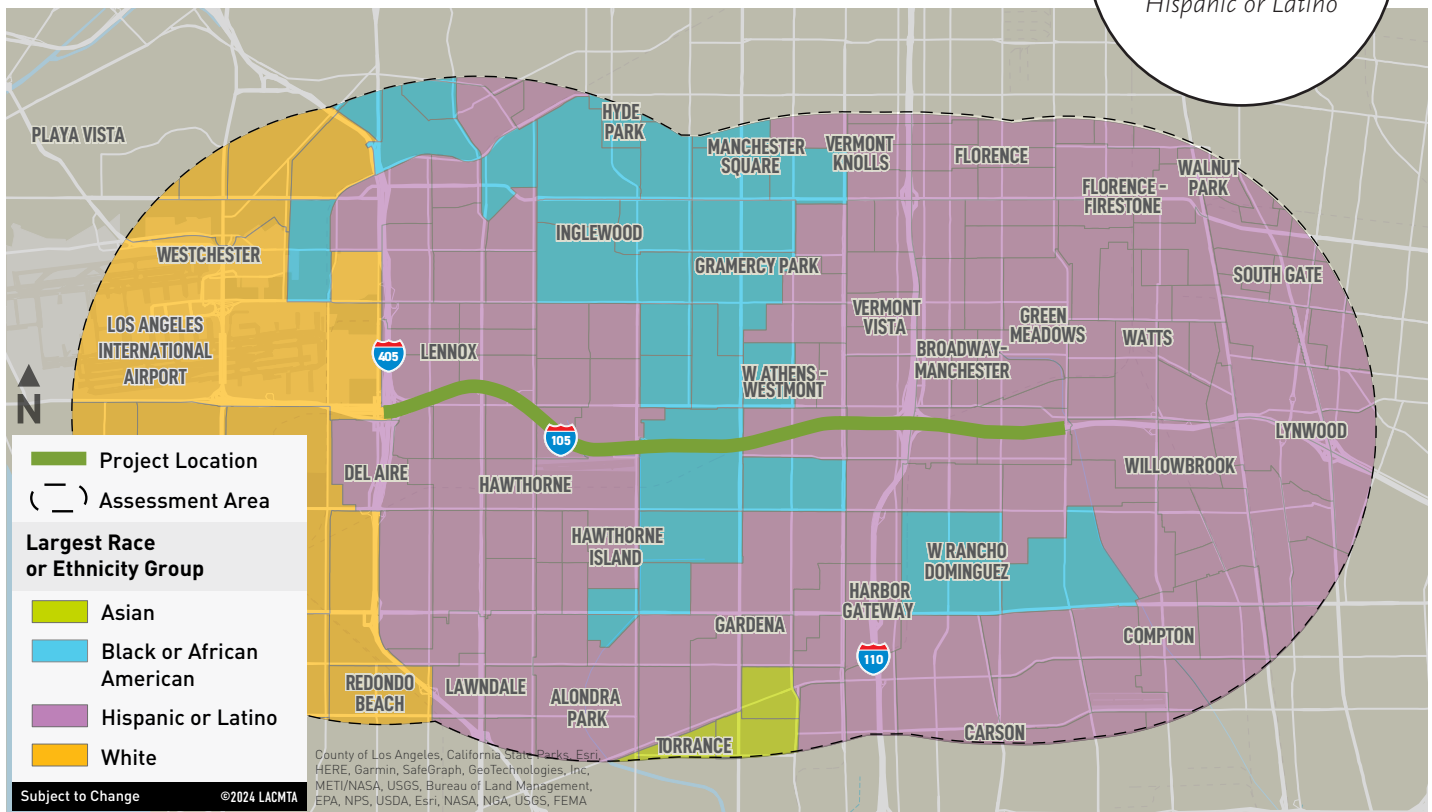 Hispanic or Latino
PLAYA VISTA
HYDE
PARK
MANCHESTER
SQUARE
VERMONT
KNOLLS
FLORENCE
WALNUT
PARK
FLORENCE -
FIRESTONE
WESTCHESTER
INGLEWOOD
GRAMERCY PARK
SOUTH GATE
LOS ANGELES
INTERNATIONAL
AIRPORT
405
LENNOX
VERMONT
VISTA
GREEN
MEADOWS
WATTS
BROADWAY-
MANCHESTER
W ATHENS -
WESTMONT
N
105
LYNWOOD
DEL AIRE
HAWTHORNE
WILLOWBROOK
HAWTHORNE
ISLAND
W RANCHO
DOMINGUEZ
HARBOR
GATEWAY
GARDENA
COMPTON
110
REDONDO
BEACH
LAWNDALE
ALONDRA
PARK
TORRANCE
CARSON
Project Location
Assessment Area
Largest Race
or Ethnicity Group
Asian
Black or African
American
Hispanic or Latino
White
Subject to Change ©2024 LACMTA
County of Los Angeles, California State Parks, Esri,
HERE, Garmin, SafeGraph, GeoTechnologies, Inc,
METI/NASA, USGS, Bureau of Land Management,
EPA, NPS, USDA, Esri, NASA, NGA, USGS, FEMA